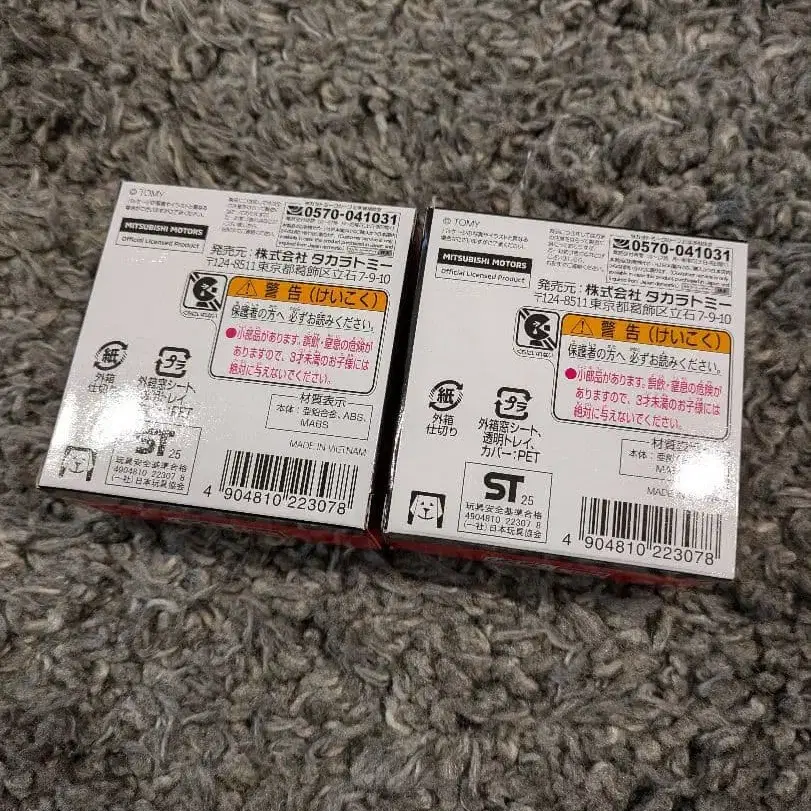 © TOMY
MITSUBISHI MOTORS
Official Licensed Product
0570-041031
発売元：株式会社 タカラトミー
〒124-8511東京都葛飾区立石7-9-10
警告（けいこく）
保護者の方へ 必ずお読みください。
●小部品があります。誤飲・窒息の危険が
ありますので、3才未満のお子様には
絶対に与えないでください。
紙
外箱
仕切り
プラ
外箱窓シート、
PET
材質表示
本体：亜鉛合金、ABS、
MABS
MADE IN VIETNAM
ST 25
玩具安全基準合格
4904810 22307 8
(一社)日本玩具協会
4 904810 223078
© TOMY
MITSUBISHI MOTORS
Official Licensed Product
0570-041031
発売元：株式会社 タカラトミー
〒124-8511東京都葛飾区立石7-9-10
警告（けいこく）
保護者の方へ 必ずお読みください。
●小部品があります。誤飲・窒息の危険が
ありますので、3才未満のお子様には
絶対に与えないでください。
紙
外箱
仕切り
プラ
外箱窓シート、
透明トレイ、
カバー：PET
本体：
MADE
ST 25
玩具安全基準合格
4904810 22307 8
(一社)日本玩具協会
4 904810 223078